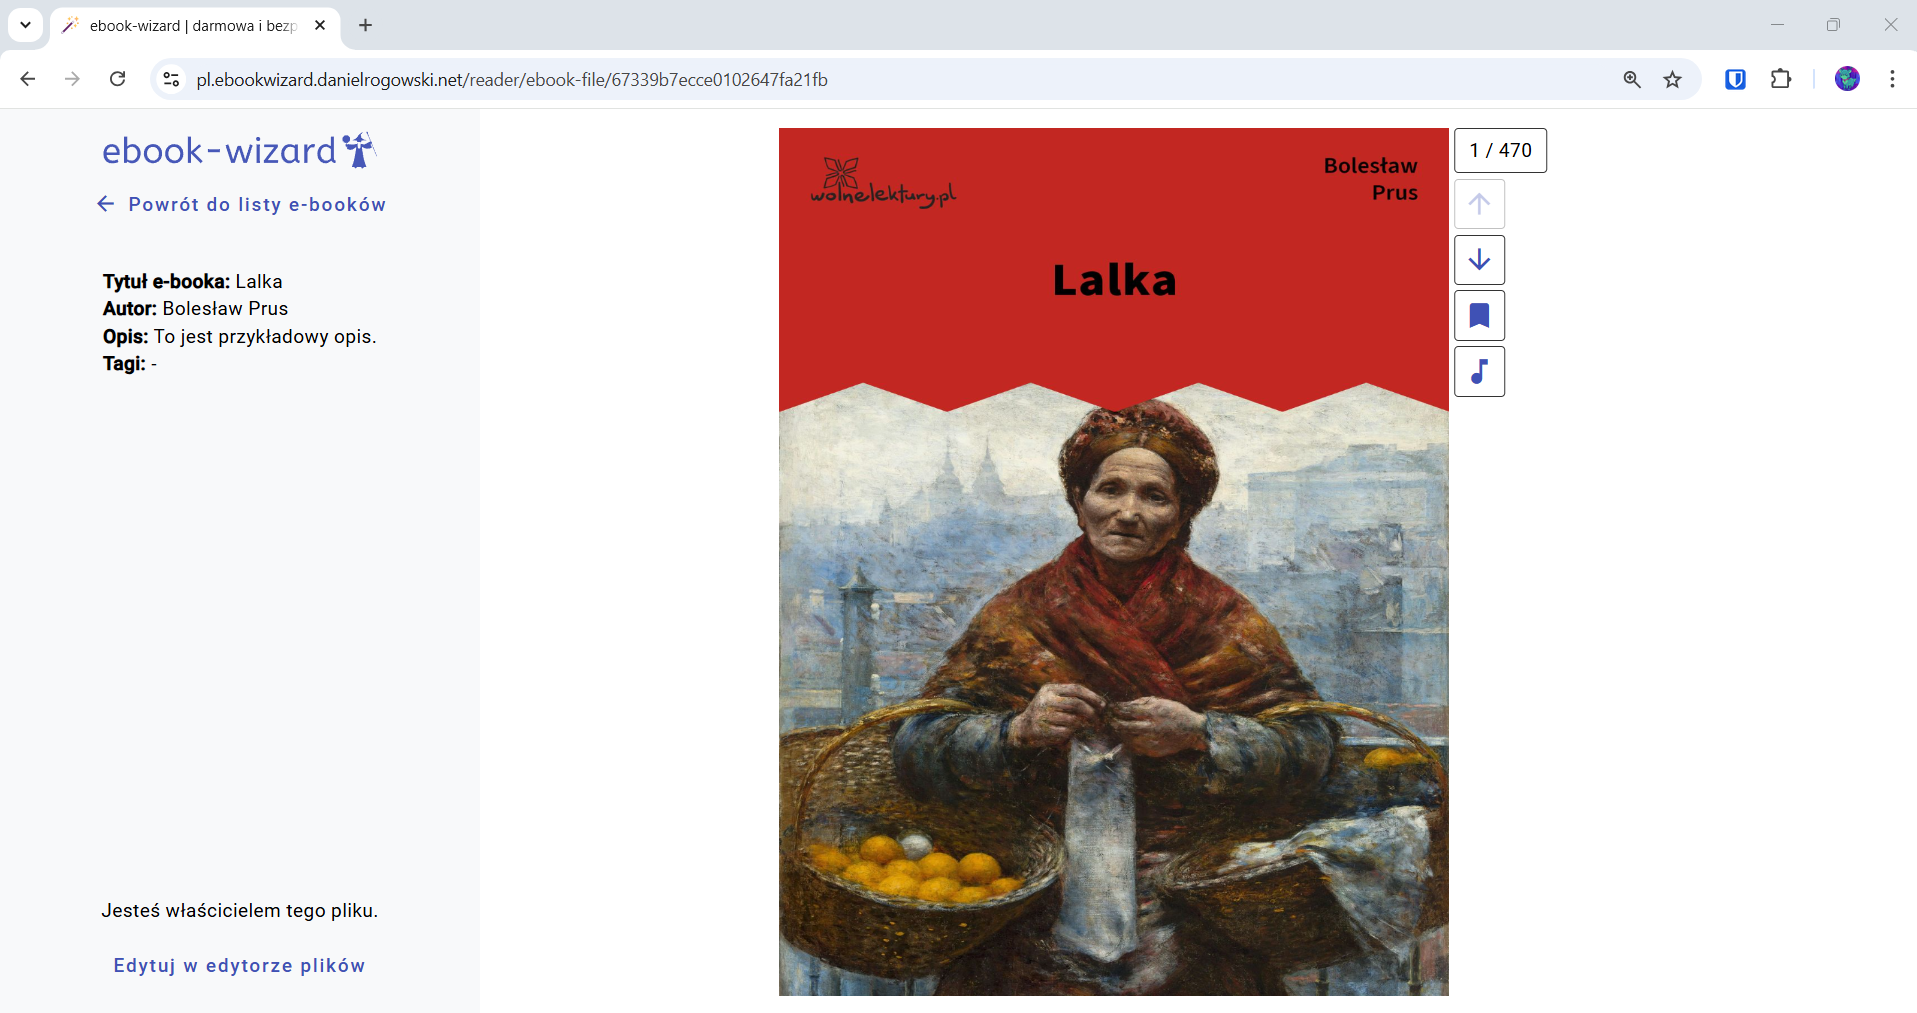 ebook-wizard | darmowa i bezp
pl.ebookwizard.danielrogowski.net/reader/ebook-file/67339b7ecce0102647fa21fb
ebook-wizard
Powrót do listy e-booków
Tytuł e-booka: Lalka
Autor: Bolesław Prus
Opis: To jest przykładowy opis.
Tagi: -
Jesteś właścicielem tego pliku.
Edytuj w edytorze plików
wolnelektury.pl
Bolesław
Prus
Lalka
1 / 470